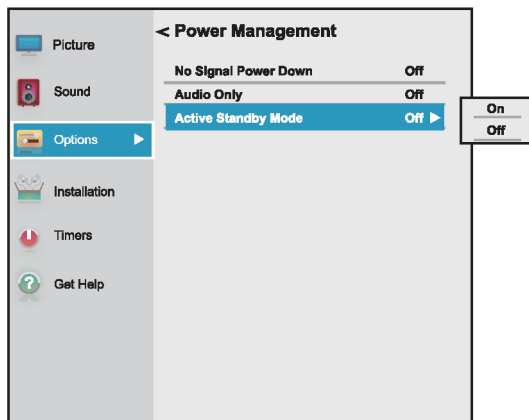 Picture
Sound
Options
Installation
Timers
Get Help
< Power Management
No Signal Power Down Off
Audio Only Off
Active Standby Mode Off
On
Off